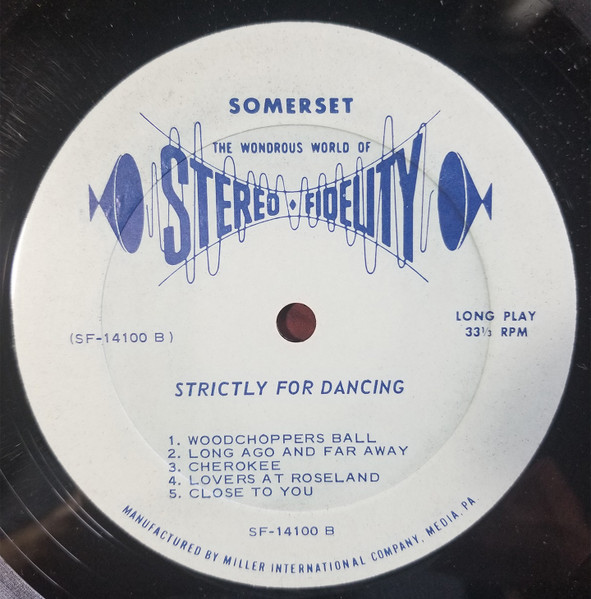 SOMERSET
THE WONDROUS WORLD OF
STEREO • FIDELITY
(SF-14100 B)
LONG PLAY
33⅓ RPM
STRICTLY FOR DANCING
1. WOODCHOPPERS BALL
2. LONG AGO AND FAR AWAY
3. CHEROKEE
4. LOVERS AT ROSELAND
5. CLOSE TO YOU
SF-14100 B
MANUFACTURED BY MILLER INTERNATIONAL COMPANY, MEDIA, PA